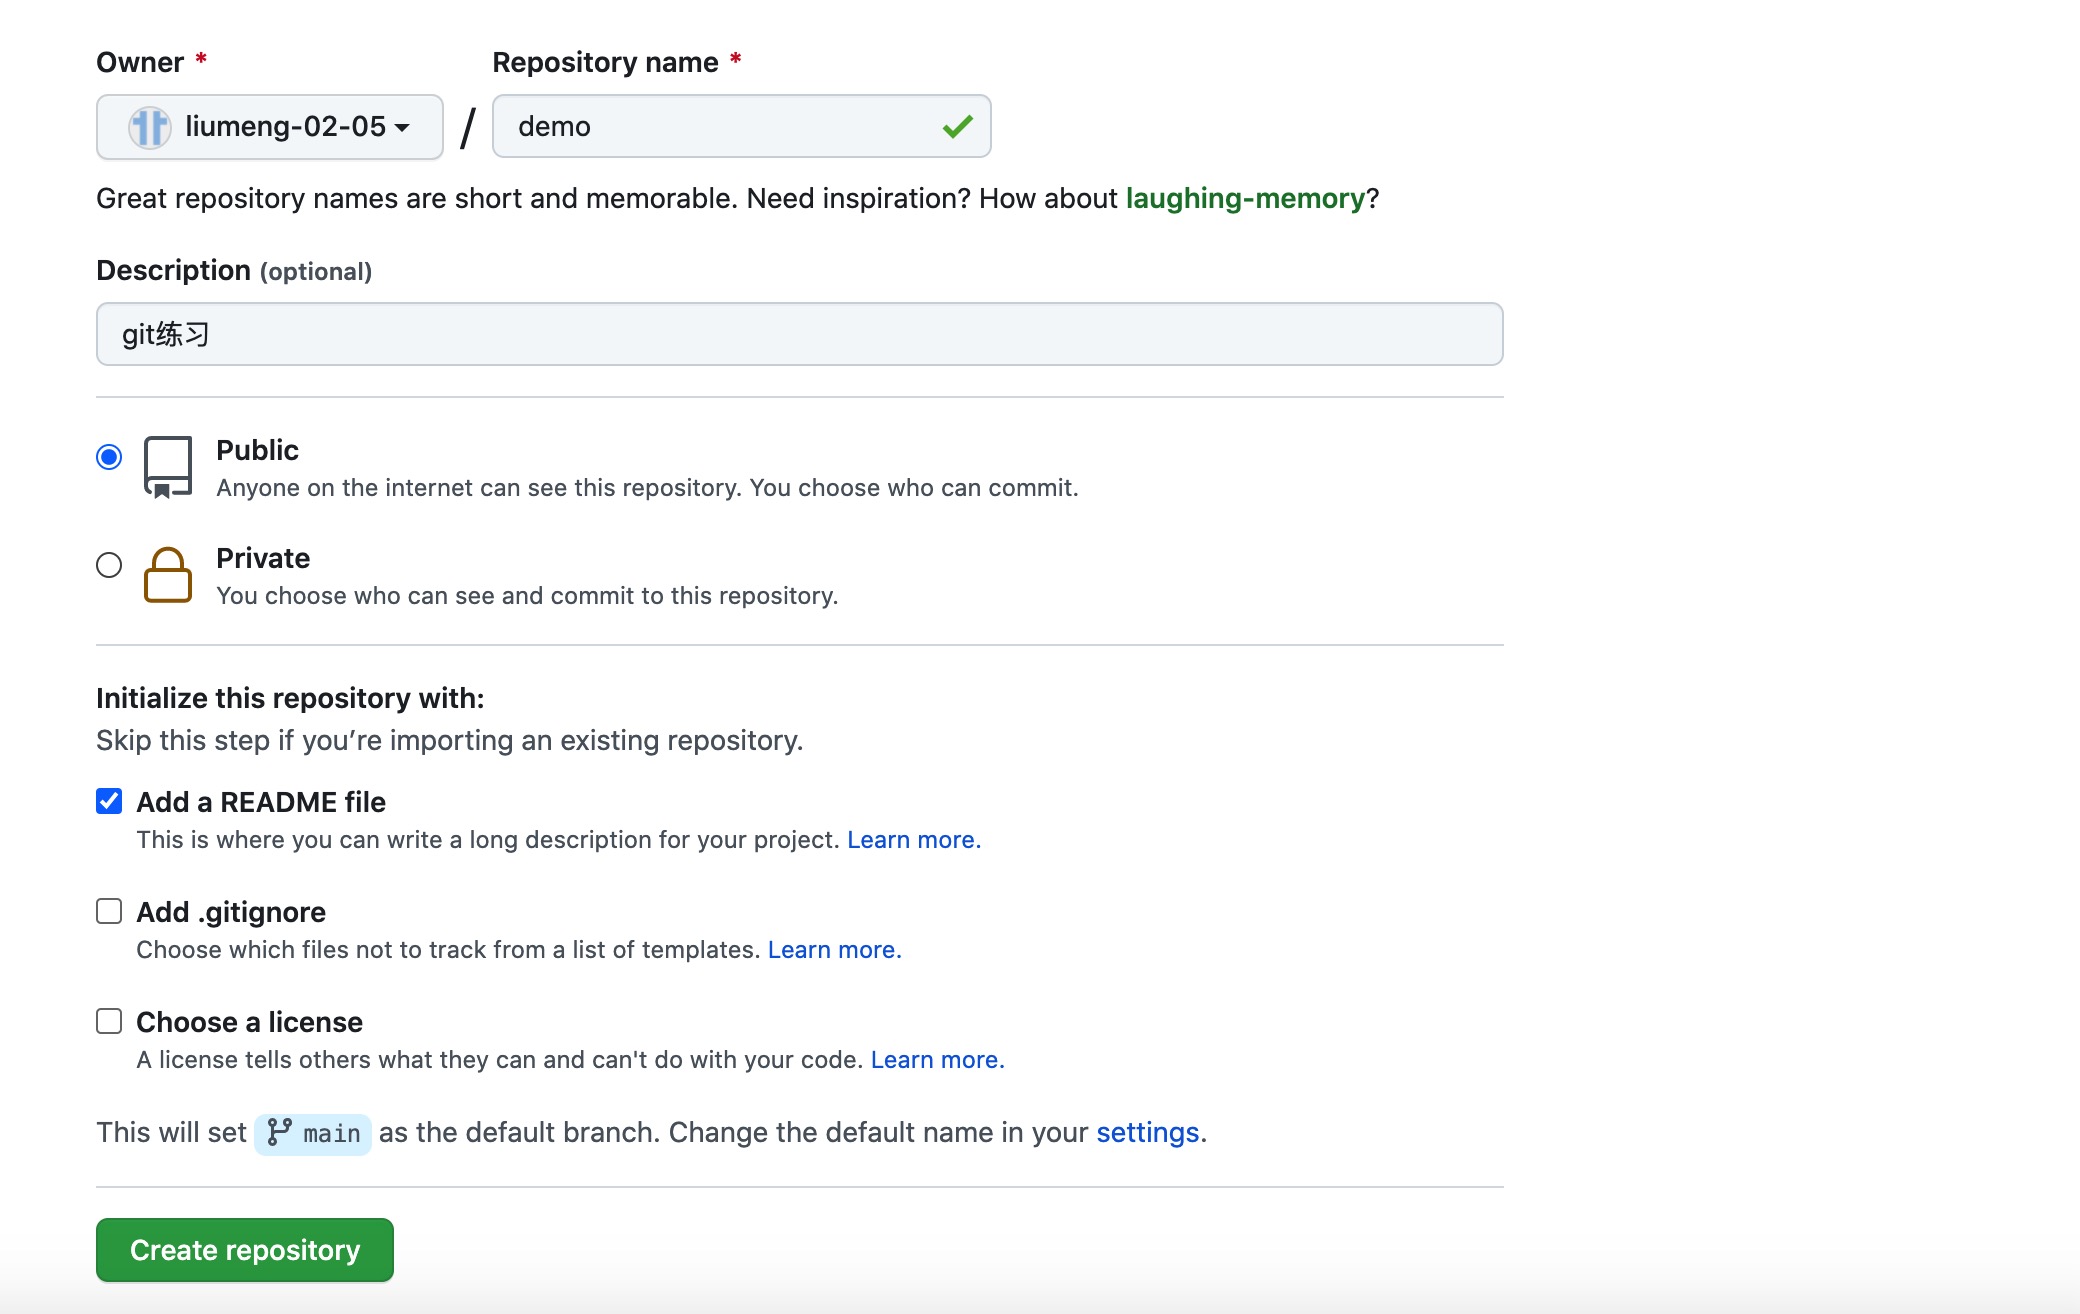 Owner *
Repository name *
liumeng-02-05 / demo
Great repository names are short and memorable. Need inspiration? How about laughing-memory?
Description (optional)
git练习
Public
Anyone on the internet can see this repository. You choose who can commit.
Private
You choose who can see and commit to this repository.
Initialize this repository with:
Skip this step if you’re importing an existing repository.
Add a README file
This is where you can write a long description for your project. Learn more.
Add .gitignore
Choose which files not to track from a list of templates. Learn more.
Choose a license
A license tells others what they can and can't do with your code. Learn more.
This will set main as the default branch. Change the default name in your settings.
Create repository